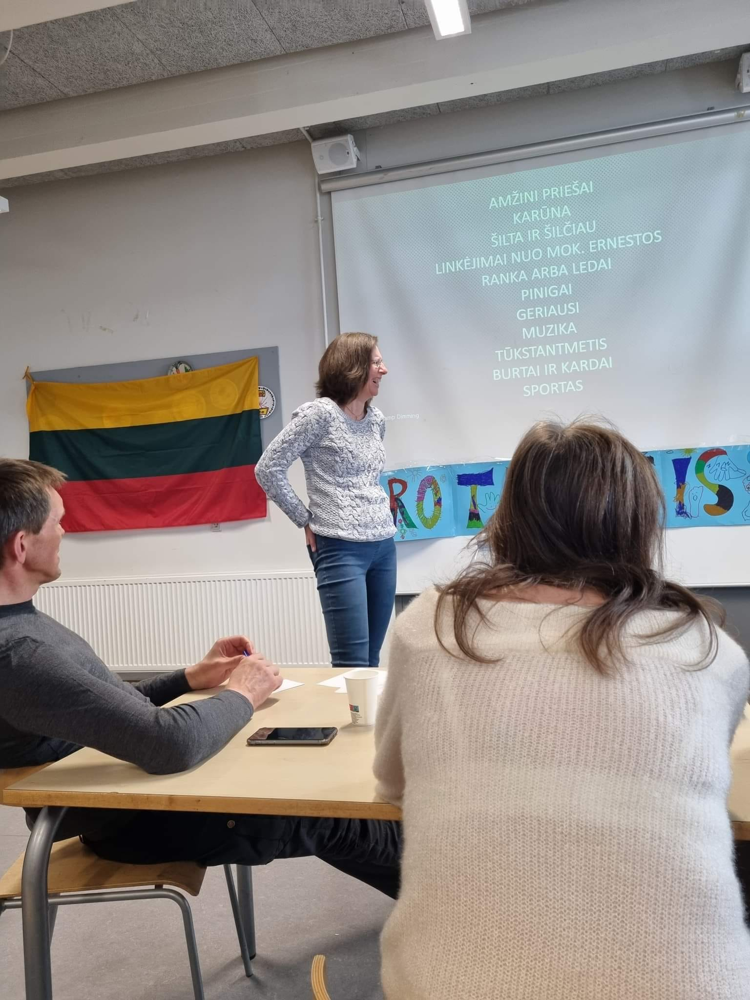 AMŽINI PRIEŠAI
KARŪNA
ŠILTA IR ŠILČIAU
LINKĖJIMAI NUO MOK. ERNESTOS
RANKA ARBA LEDAI
PINIGAI
GERIAUSI
MUZIKA
TŪKSTANTMETIS
BURTAI IR KARDAI
SPORTAS
Dimming